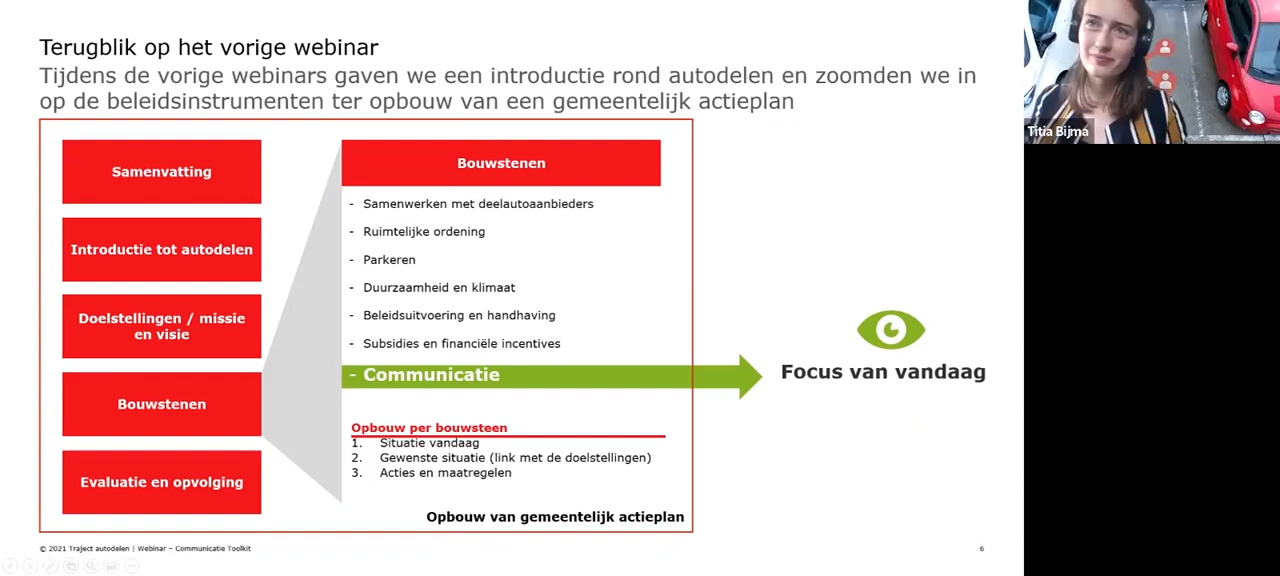 Terugblik op het vorige webinar
Tijdens de vorige webinars gaven we een introductie rond autodelen en zoomden we in
op de beleidsinstrumenten ter opbouw van een gemeentelijk actieplan
Samenvatting
Introductie tot autodelen
Doelstellingen / missie
en visie
Bouwstenen
Evaluatie en opvolging
Bouwstenen
- Samenwerken met deelautoaanbieders
- Ruimtelijke ordening
- Parkeren
- Duurzaamheid en klimaat
- Beleidsuitvoering en handhaving
- Subsidies en financiële incentives
- Communicatie
Opbouw per bouwsteen
1. Situatie vandaag
2. Gewenste situatie (link met de doelstellingen)
3. Acties en maatregelen
Opbouw van gemeentelijk actieplan
Focus van vandaag
© 2021 Traject autodelen | Webinar – Communicatie Toolkit
6
Titia Bijma